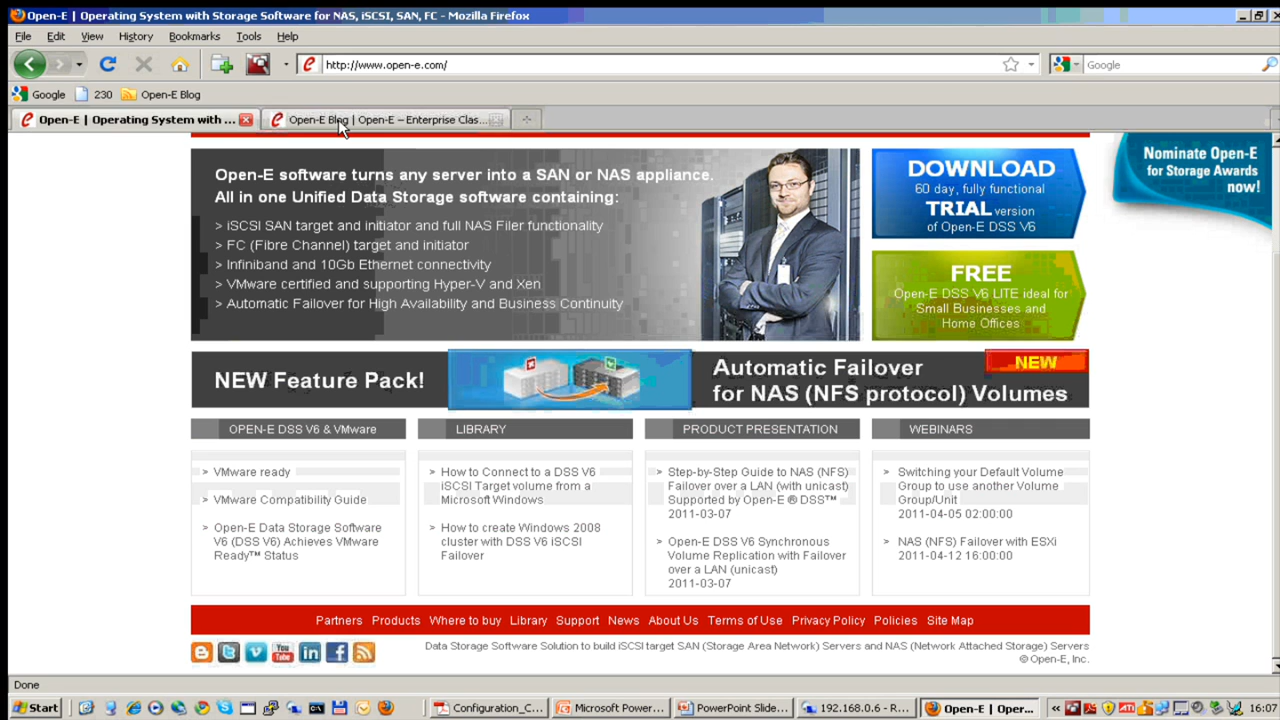 Open-E | Operating System with Storage Software for NAS, iSCSI, SAN, FC - Mozilla Firefox
File Edit View History Bookmarks Tools Help
http://www.open-e.com/
Google
Google 230 Open-E Blog
Open-E | Operating System with ...
Open-E Blog | Open-E – Enterprise Clas...
Open-E software turns any server into a SAN or NAS appliance.
All in one Unified Data Storage software containing:
> iSCSI SAN target and initiator and full NAS Filer functionality
> FC (Fibre Channel) target and initiator
> Infiniband and 10Gb Ethernet connectivity
> VMware certified and supporting Hyper-V and Xen
> Automatic Failover for High Availability and Business Continuity
DOWNLOAD
60 day, fully functional
TRIAL version
of Open-E DSS V6
FREE
Open-E DSS V6 LITE ideal for
Small Businesses and
Home Offices
Nominate Open-E
for Storage Awards
now!
NEW Feature Pack!
Automatic Failover
for NAS (NFS protocol) Volumes
NEW
OPEN-E DSS V6 & VMware
> VMware ready
> VMware Compatibility Guide
> Open-E Data Storage Software
V6 (DSS V6) Achieves VMware
Ready™ Status
LIBRARY
> How to Connect to a DSS V6
iSCSI Target volume from a
Microsoft Windows
> How to create Windows 2008
cluster with DSS V6 iSCSI
Failover
PRODUCT PRESENTATION
> Step-by-Step Guide to NAS (NFS)
Failover over a LAN (with unicast)
Supported by Open-E ® DSS™
2011-03-07
> Open-E DSS V6 Synchronous
Volume Replication with Failover
over a LAN (unicast)
2011-03-07
WEBINARS
> Switching your Default Volume
Group to use another Volume
Group/Unit
2011-04-05 02:00:00
> NAS (NFS) Failover with ESXi
2011-04-12 16:00:00
Partners Products Where to buy Library Support News About Us Terms of Use Privacy Policy Policies Site Map
You
Tube
Data Storage Software Solution to build iSCSI target SAN (Storage Area Network) Servers and NAS (Network Attached Storage) Servers
© Open-E, Inc.
Done
Start Configuration_C... Microsoft Power... PowerPoint Slide... 192.168.0.6 - R... Open-E | Oper... « 16:07